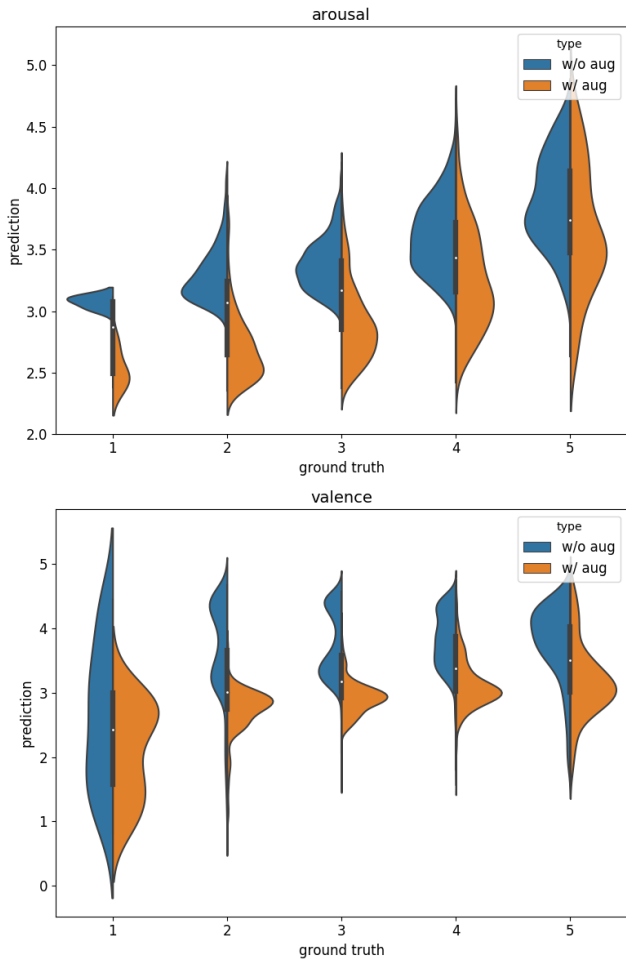 arousal
type
w/o aug
w/ aug
5.0
4.5
4.0
3.5
3.0
2.5
2.0
prediction
1 2 3 4 5
ground truth
valence
type
w/o aug
w/ aug
5
4
3
2
1
0
prediction
1 2 3 4 5
ground truth